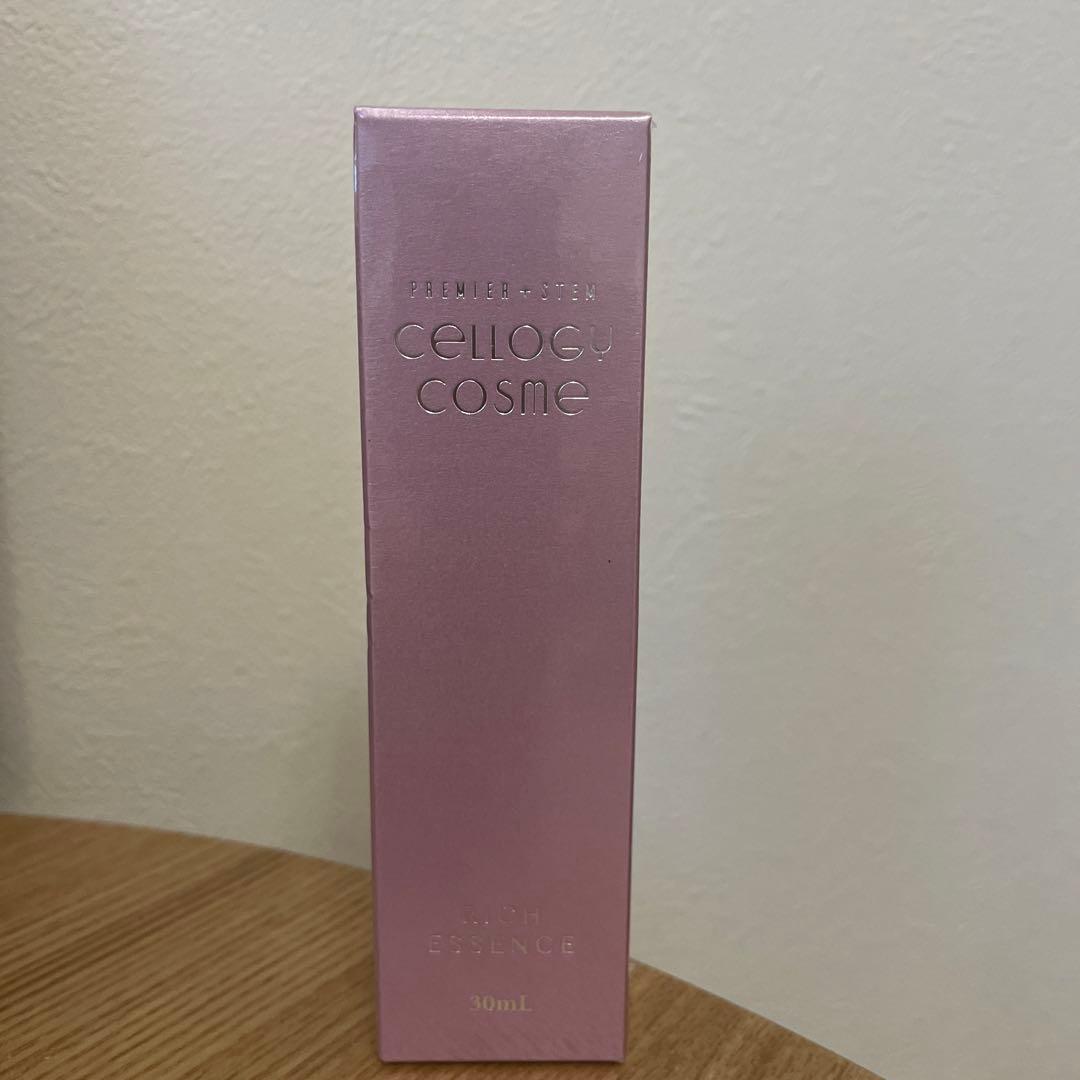 PREMIER + STEM
CELLOGY
COSME
RICH
ESSENCE
30mL